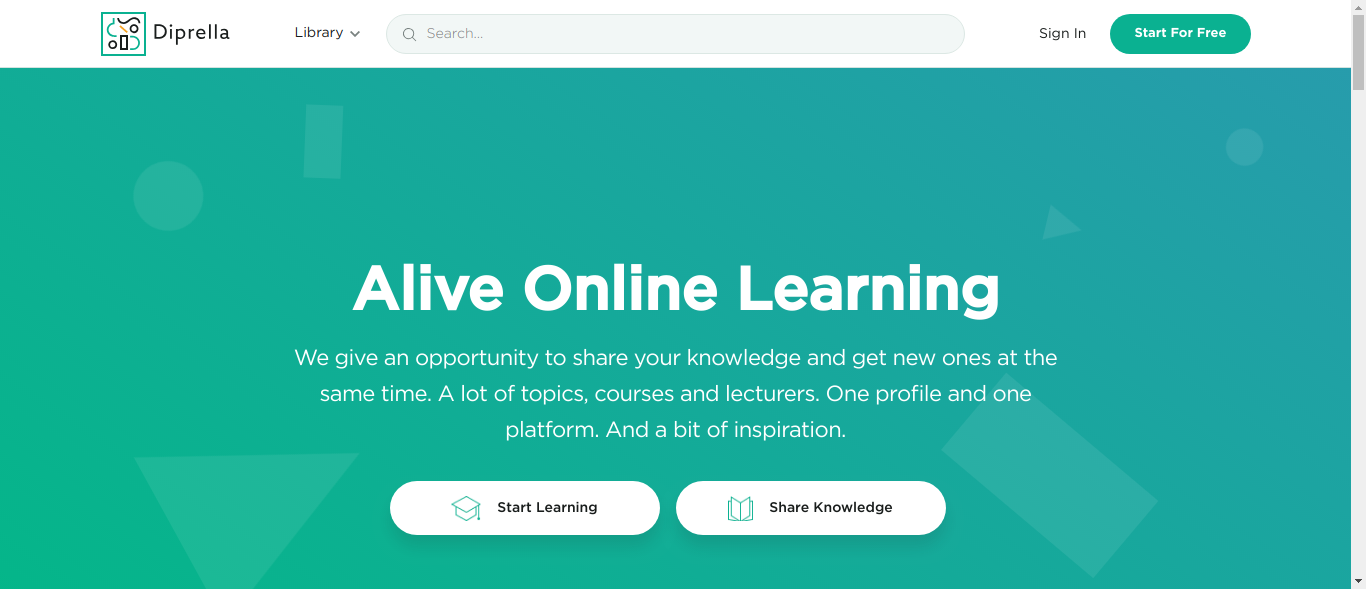 Diprella
Library
Search...
Sign In
Start For Free
Alive Online Learning
We give an opportunity to share your knowledge and get new ones at the
same time. A lot of topics, courses and lecturers. One profile and one
platform. And a bit of inspiration.
Start Learning
Share Knowledge